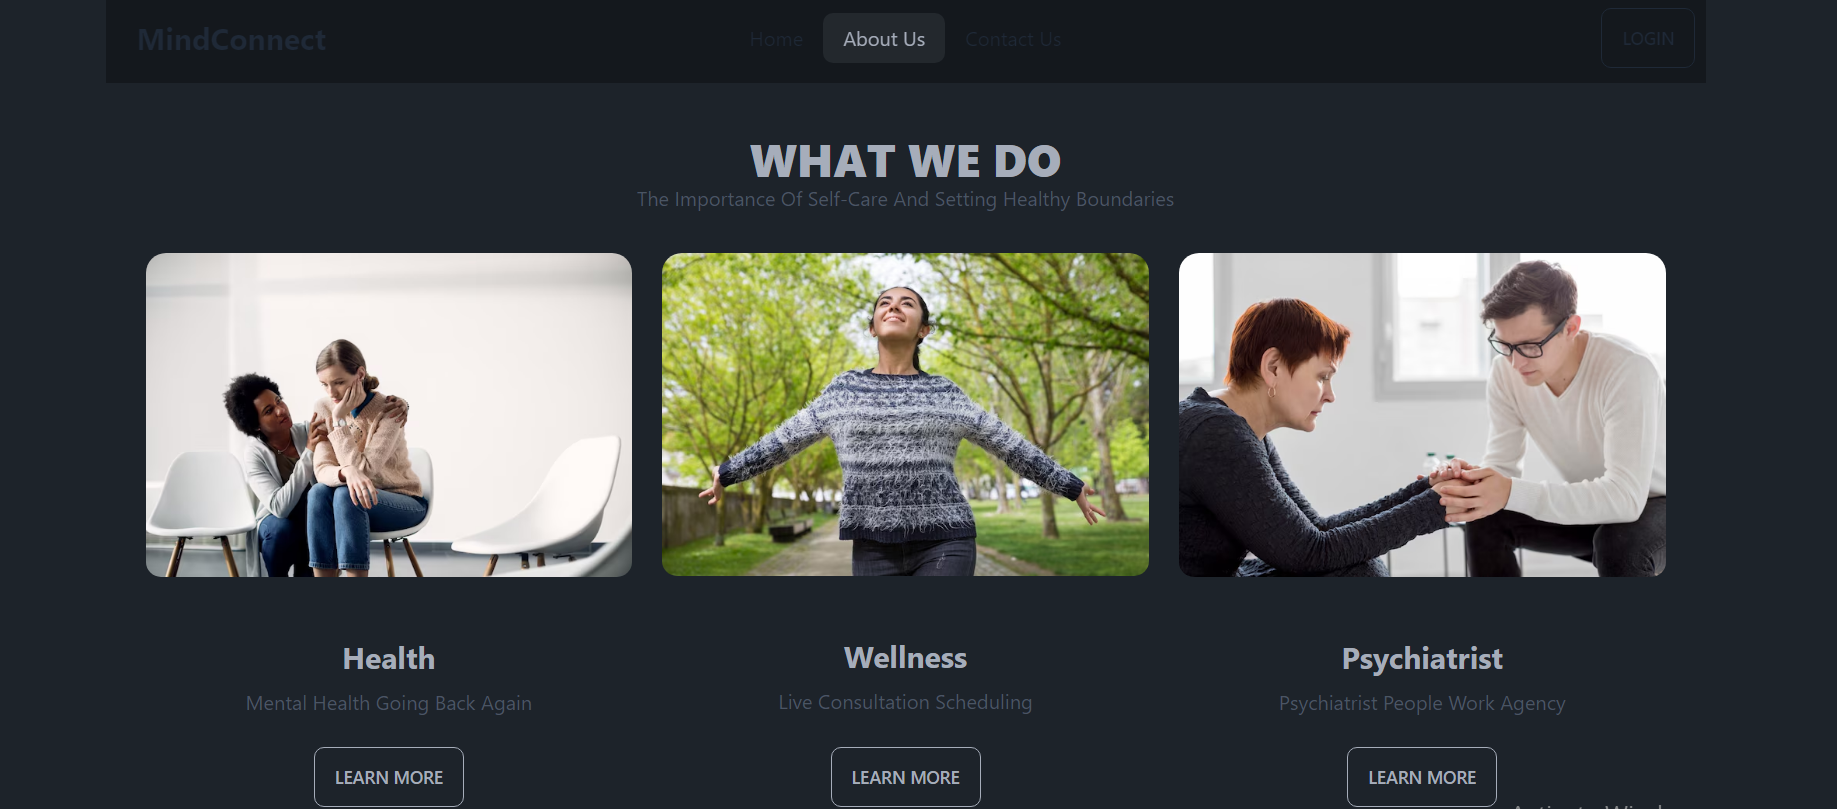 MindConnect
Home
About Us
Contact Us
LOGIN
WHAT WE DO
The Importance Of Self-Care And Setting Healthy Boundaries
Health
Wellness
Psychiatrist
Mental Health Going Back Again
Live Consultation Scheduling
Psychiatrist People Work Agency
LEARN MORE
LEARN MORE
LEARN MORE